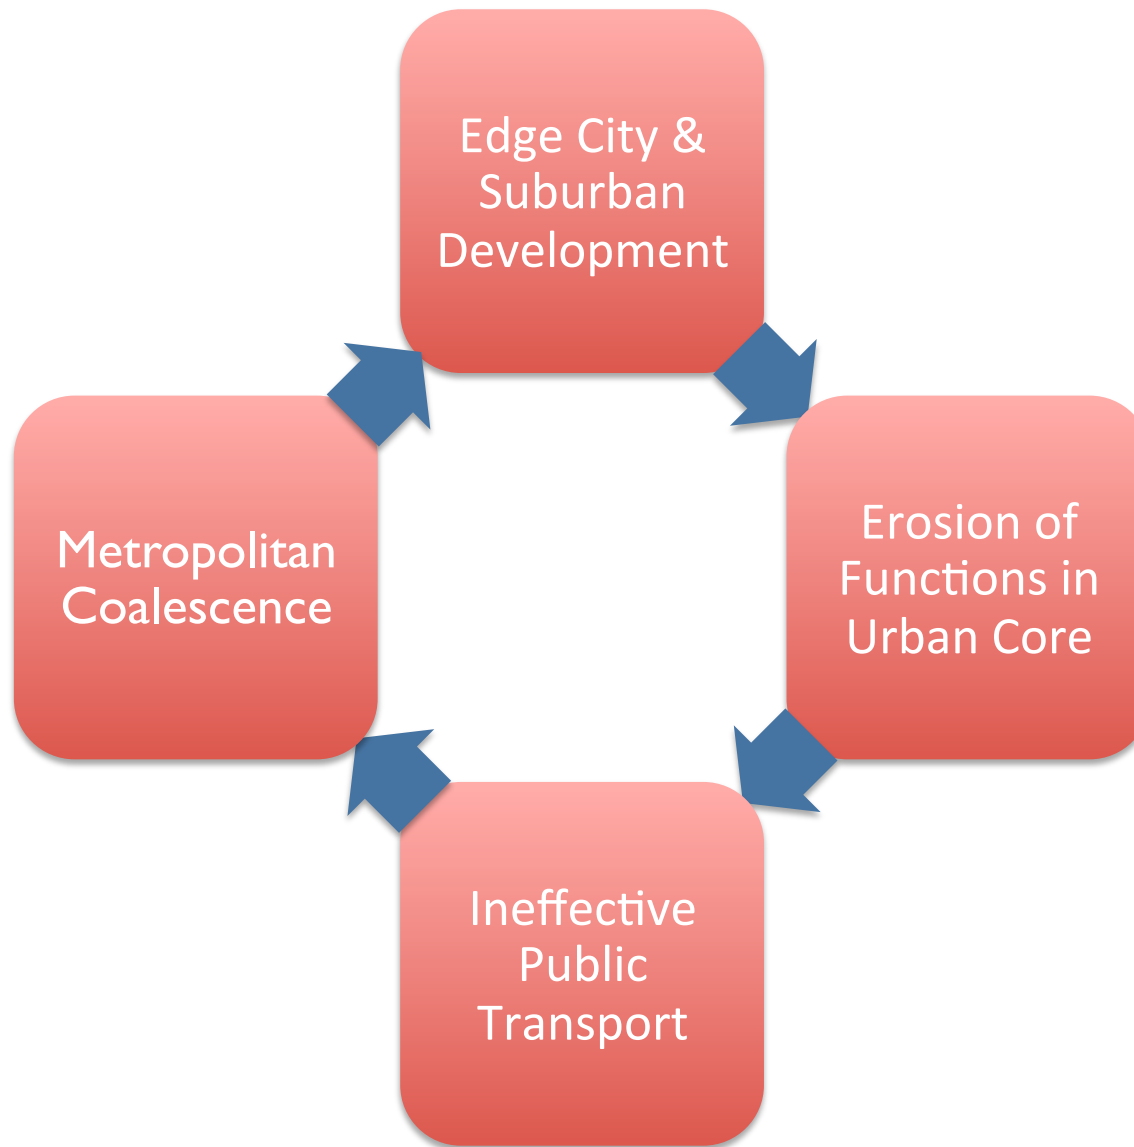 Edge City &
Suburban
Development
Erosion of
Functions in
Urban Core
Ineffective
Public
Transport
Metropolitan
Coalescence